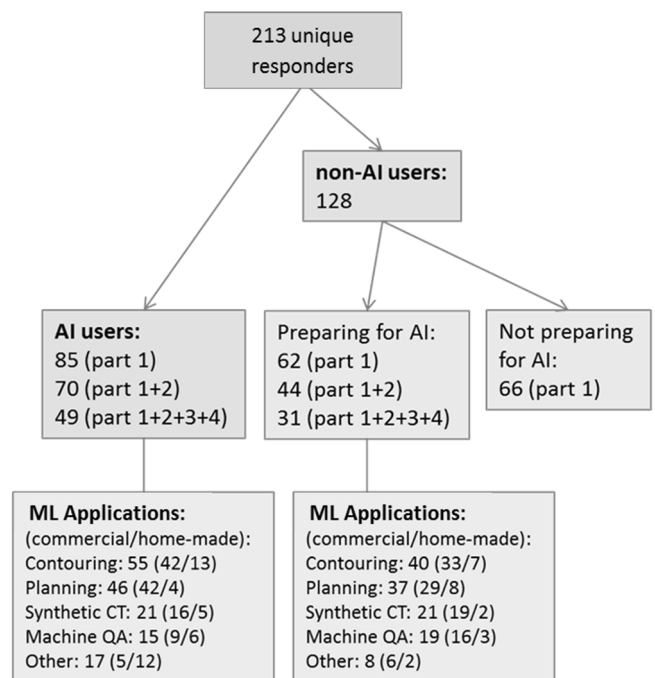 213 unique
responders
non-AI users:
128
AI users:
85 (part 1)
70 (part 1+2)
49 (part 1+2+3+4)
Preparing for AI:
62 (part 1)
44 (part 1+2)
31 (part 1+2+3+4)
Not preparing
for AI:
66 (part 1)
ML Applications:
(commercial/home-made):
Contouring: 55 (42/13)
Planning: 46 (42/4)
Synthetic CT: 21 (16/5)
Machine QA: 15 (9/6)
Other: 17 (5/12)
ML Applications:
(commercial/home-made):
Contouring: 40 (33/7)
Planning: 37 (29/8)
Synthetic CT: 21 (19/2)
Machine QA: 19 (16/3)
Other: 8 (6/2)